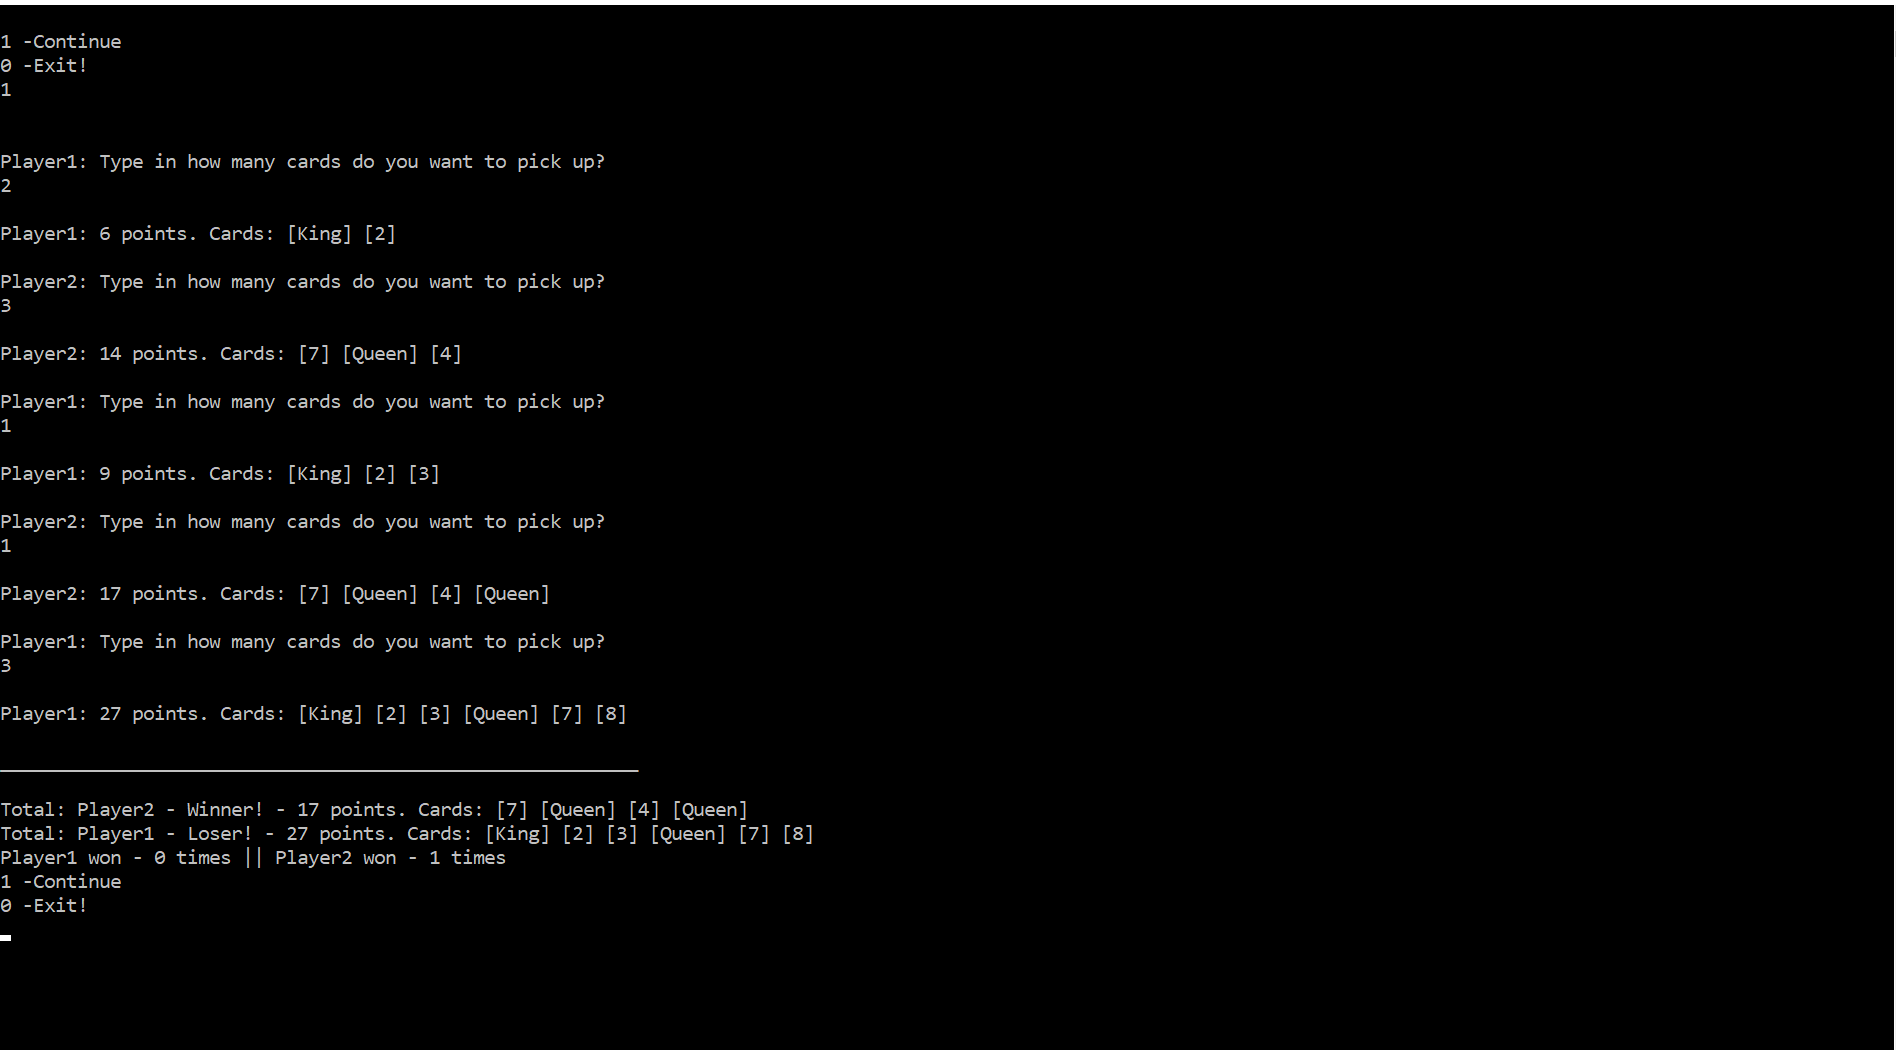 1 -Continue
0 -Exit!
1
Player1: Type in how many cards do you want to pick up?
2
Player1: 6 points. Cards: [King] [2]
Player2: Type in how many cards do you want to pick up?
3
Player2: 14 points. Cards: [7] [Queen] [4]
Player1: Type in how many cards do you want to pick up?
1
Player1: 9 points. Cards: [King] [2] [3]
Player2: Type in how many cards do you want to pick up?
1
Player2: 17 points. Cards: [7] [Queen] [4] [Queen]
Player1: Type in how many cards do you want to pick up?
3
Player1: 27 points. Cards: [King] [2] [3] [Queen] [7] [8]
__________________________________________________________
Total: Player2 - Winner! - 17 points. Cards: [7] [Queen] [4] [Queen]
Total: Player1 - Loser! - 27 points. Cards: [King] [2] [3] [Queen] [7] [8]
Player1 won - 0 times || Player2 won - 1 times
1 -Continue
0 -Exit!